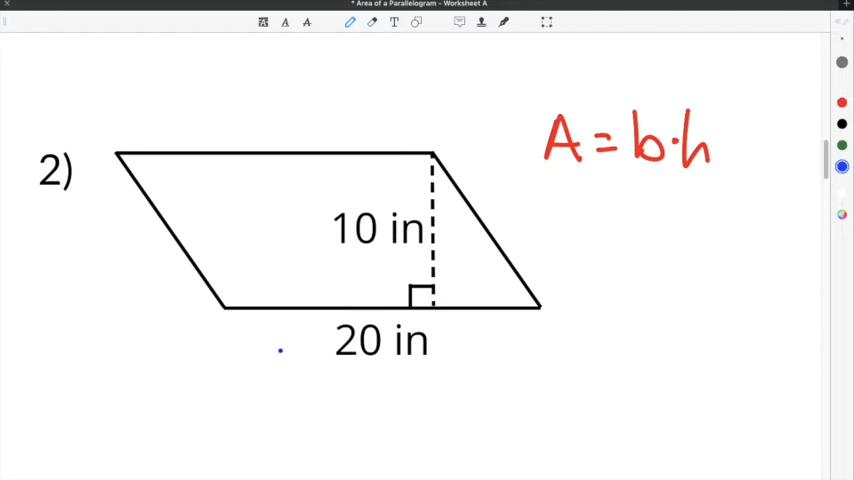 * Area of a Parallelogram - Worksheet A
A = b·h
2)
10 in
20 in